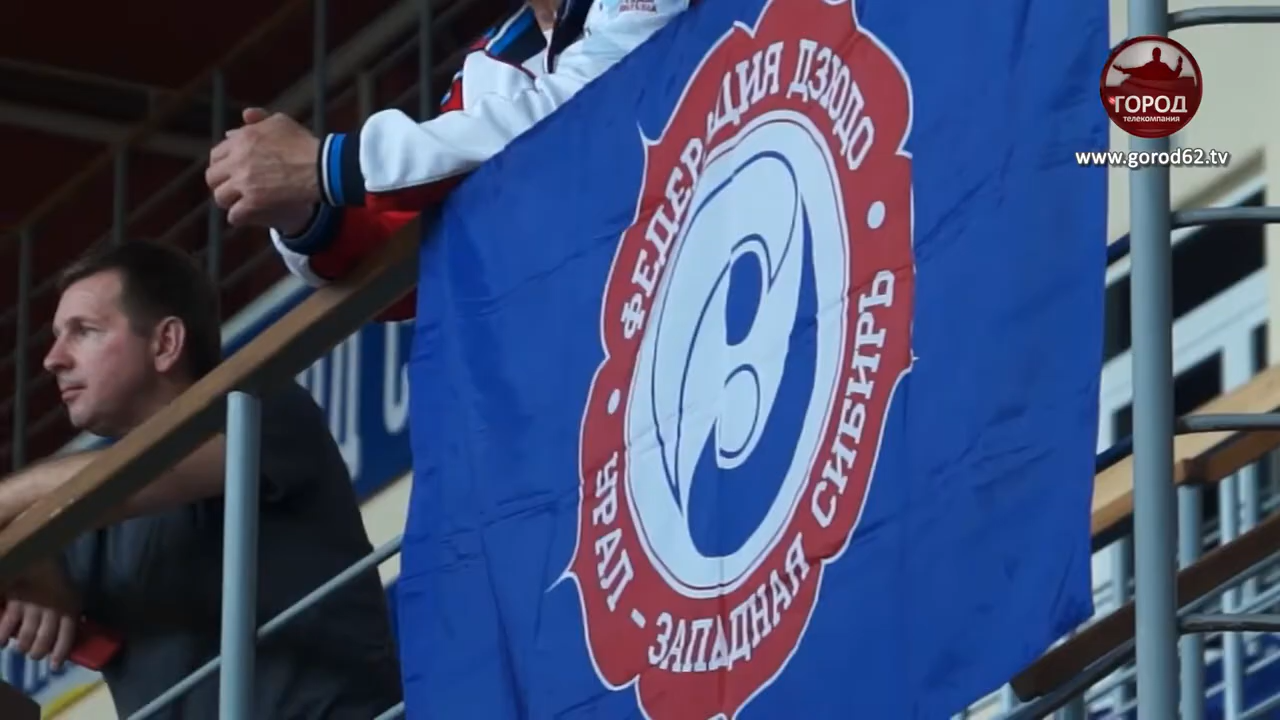 ГОРОД
телекомпания
www.gorod62.tv
ФЕДЕРАЦИЯ ДЗЮДО
УРАЛ - ЗАПАДНАЯ СИБИРЬ